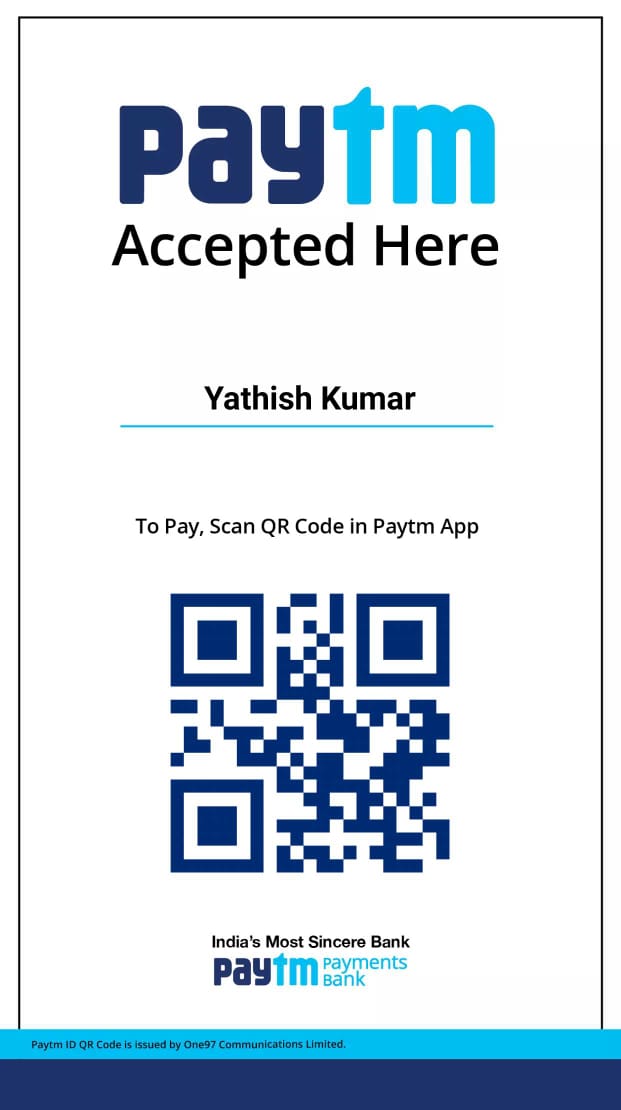 paytm
Accepted Here
Yathish Kumar
To Pay, Scan QR Code in Paytm App
India's Most Sincere Bank
paytm Payments Bank
Paytm ID QR Code is issued by One97 Communications Limited.